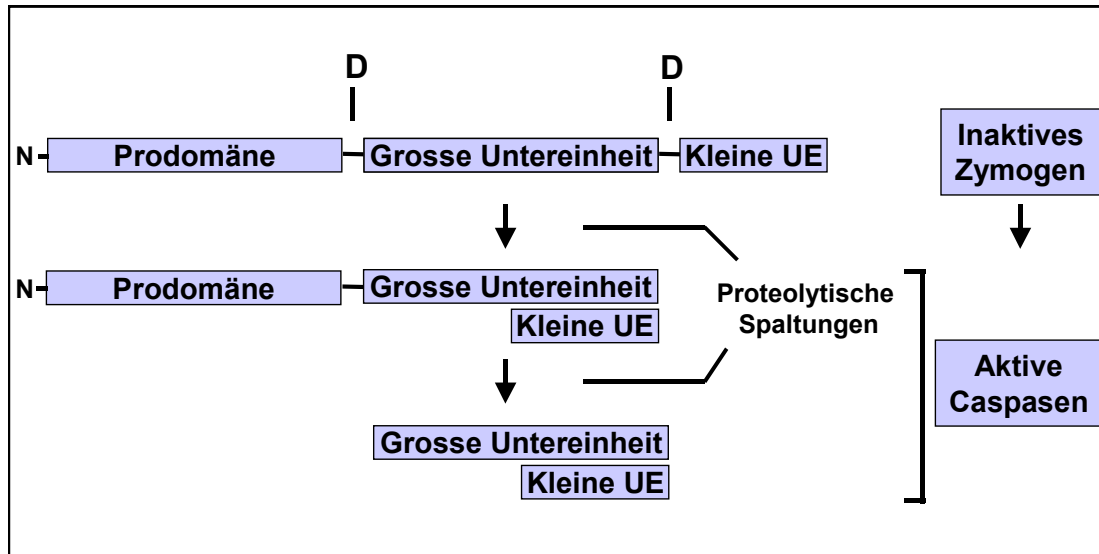 D D
N Prodomäne Grosse Untereinheit Kleine UE
Inaktives
Zymogen
N Prodomäne Grosse Untereinheit
Kleine UE
Proteolytische
Spaltungen
Aktive
Caspasen
Grosse Untereinheit
Kleine UE